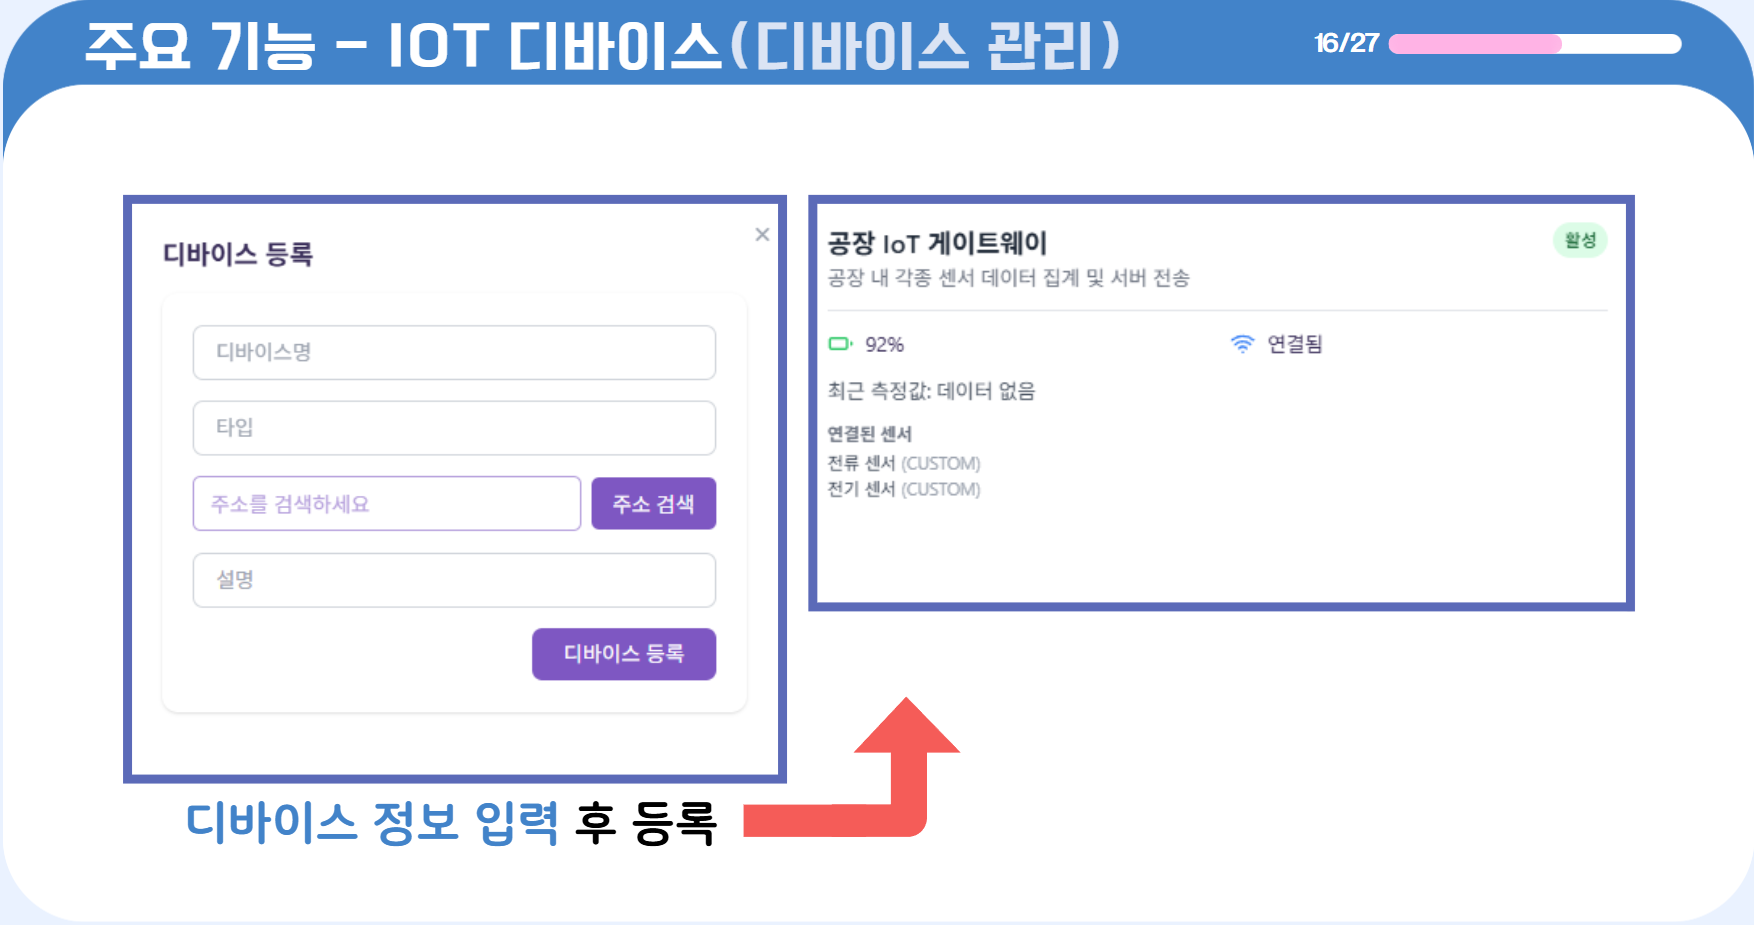 주요 기능 - IOT 디바이스(디바이스 관리)
16/27
디바이스 등록
×
디바이스명
타입
주소를 검색하세요
주소 검색
설명
디바이스 등록
공장 IoT 게이트웨이
활성
공장 내 각종 센서 데이터 집계 및 서버 전송
92%
연결됨
최근 측정값: 데이터 없음
연결된 센서
전류 센서 (CUSTOM)
전기 센서 (CUSTOM)
디바이스 정보 입력 후 등록